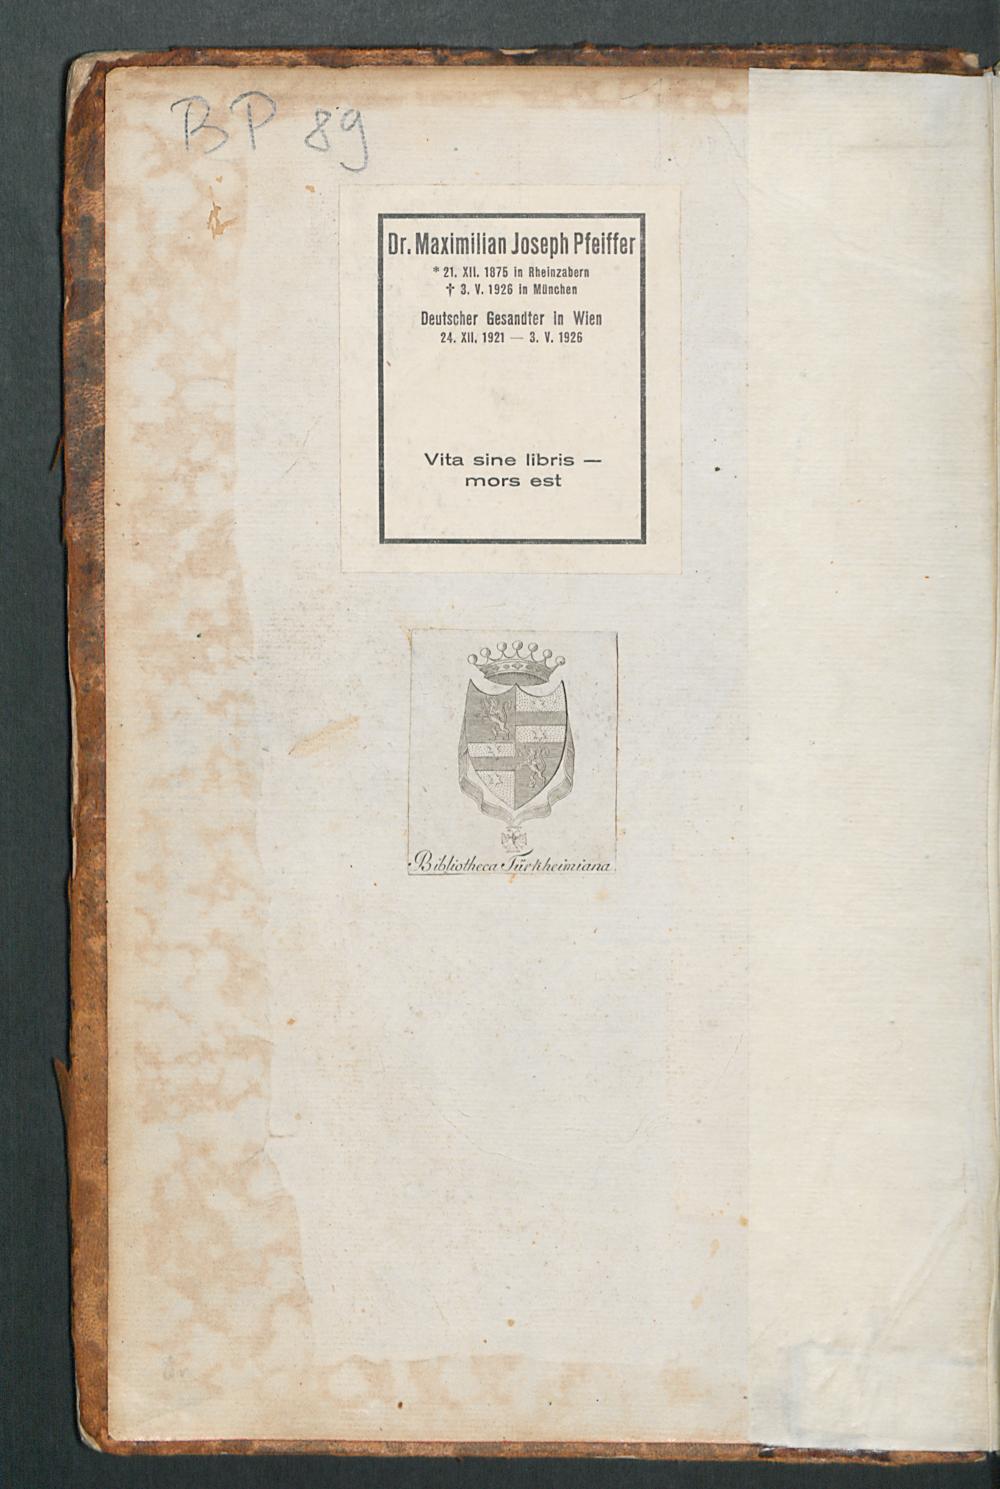 BP 89
Dr. Maximilian Joseph Pfeiffer
* 21. XII. 1875 in Rheinzabern
† 3. V. 1926 in München
Deutscher Gesandter in Wien
24. XII. 1921 — 3. V. 1926
Vita sine libris —
mors est
Bibliotheca Türkheimiana